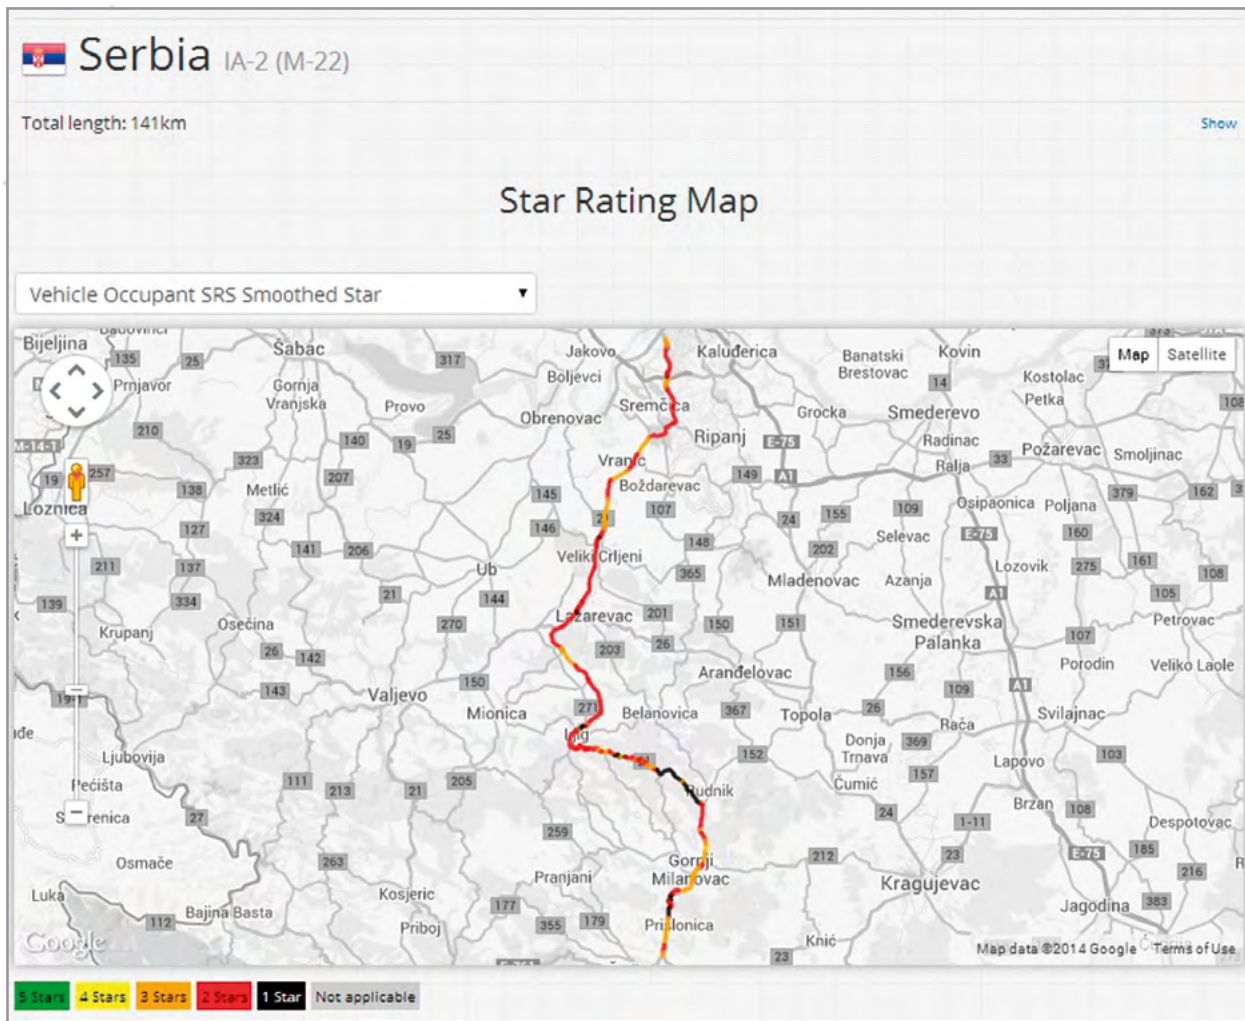 Serbia IA-2 (M-22)
Total length: 141km
Show
Star Rating Map
Vehicle Occupant SRS Smoothed Star
Map
Satellite
Bijeljina
Šabac
Jakovo
Kaluđerica
Banatski
Brestovac
Kovin
373
135
25
317
Boljevci
14
Kostolac
Petka
108
Prnjavor
Gornja
Vranjska
Provo
Obrenovac
Sremčica
Grocka
Smederevo
210
140
19
25
Ripanj
E-75
Radinac
Požarevac
Smoljinac
M-14-1
323
Vranic
149
A1
Ralja
33
19
257
138
Metlić
207
145
Boždarevac
Osipaonica
Poljana
379
162
Loznica
324
127
146
107
24
155
109
Selevac
E-75
160
141
206
Veliki Crljeni
148
202
211
137
Ub
365
Mladenovac
Azanja
Lozovik
275
161
108
139
334
21
144
A1
105
Krupanj
Osečina
270
Lazarevac
201
150
151
Smederevska
Palanka
107
Petrovac
26
142
203
26
Aranđelovac
156
Porodin
Veliko Laole
19-1
143
Valjevo
150
109
A1
Mionica
271
Belanovica
367
Topola
26
Rača
Svilajnac
Ljig
Donja
Trnava
369
Ljubovija
152
Lapovo
103
Pećišta
111
213
21
205
Rudnik
Čumić
157
27
24
Brzan
108
Despotovac
259
1-11
Osmače
263
Gornji
Milanovac
212
23
E-75
185
216
Luka
Kosjeric
Pranjani
Kragujevac
Bajina Basta
177
Jagodina
383
112
Priboj
355
179
Prislonica
Knić
23
Google
Map data ©2014 Google
Terms of Use
5 Stars
4 Stars
3 Stars
2 Stars
1 Star
Not applicable